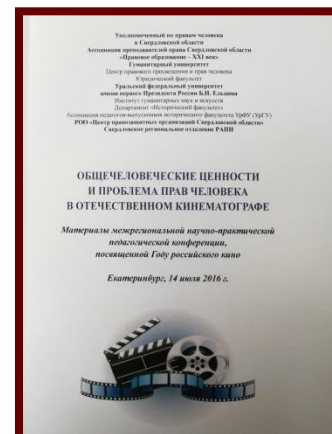 Уполномоченный по правам человека
в Свердловской области
Ассоциация преподавателей права Свердловской области
«Правовое образование – XXI век»
Гуманитарный университет
Центр правового просвещения и прав человека
Юридический факультет
Уральский федеральный университет
имени первого Президента России Б.Н. Ельцина
Институт гуманитарных наук и искусств
Департамент «Исторический факультет»
Ассоциация педагогов-выпускников исторического факультета УрФУ (УрГУ)
РОО «Центр правозащитных организаций Свердловской области»
Свердловское региональное отделение РАПН
ОБЩЕЧЕЛОВЕЧЕСКИЕ ЦЕННОСТИ
И ПРОБЛЕМА ПРАВ ЧЕЛОВЕКА
В ОТЕЧЕСТВЕННОМ КИНЕМАТОГРАФЕ
Материалы межрегиональной научно-практической
педагогической конференции,
посвященной Году российского кино
Екатеринбург, 14 июля 2016 г.